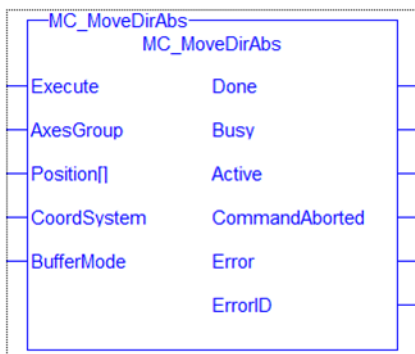 MC_MoveDirAbs
MC_MoveDirAbs
Execute Done
AxesGroup Busy
Position[] Active
CoordSystem CommandAborted
BufferMode Error
ErrorID